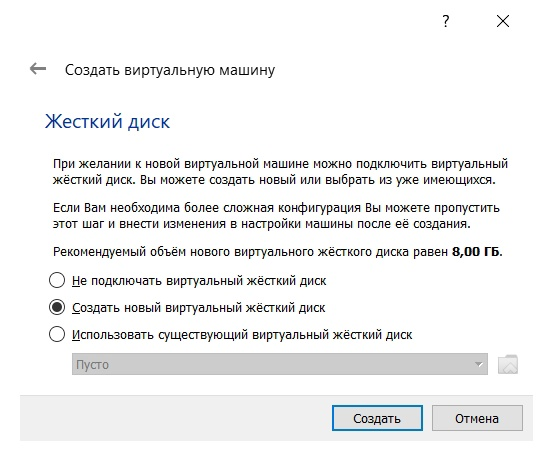 ?
Создать виртуальную машину
Жесткий диск
При желании к новой виртуальной машине можно подключить виртуальный
жёсткий диск. Вы можете создать новый или выбрать из уже имеющихся.
Если Вам необходима более сложная конфигурация Вы можете пропустить
этот шаг и внести изменения в настройки машины после её создания.
Рекомендуемый объём нового виртуального жёсткого диска равен 8,00 ГБ.
Не подключать виртуальный жёсткий диск
Создать новый виртуальный жёсткий диск
Использовать существующий виртуальный жёсткий диск
Пусто
Создать
Отмена